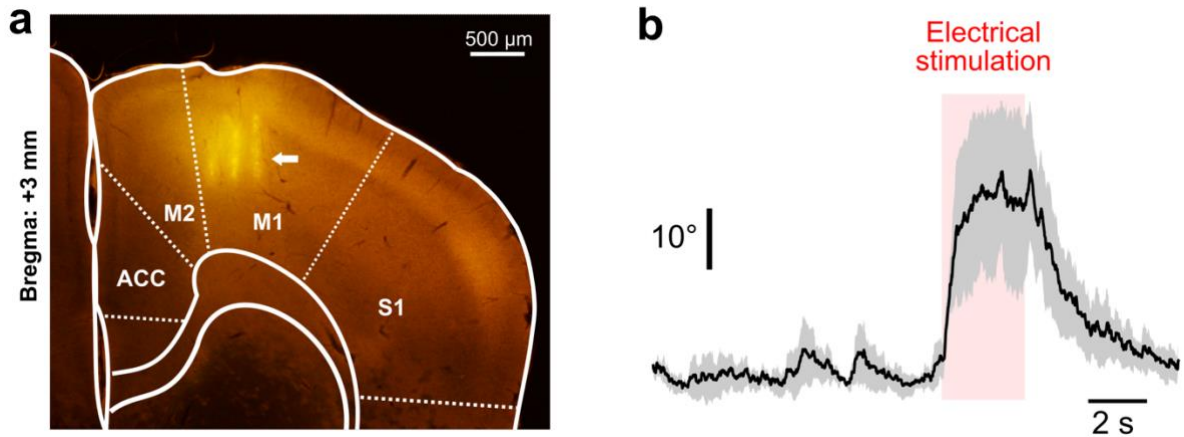 a
Bregma: +3 mm
500 µm
M2
M1
ACC
S1
b
Electrical
stimulation
10°
2 s